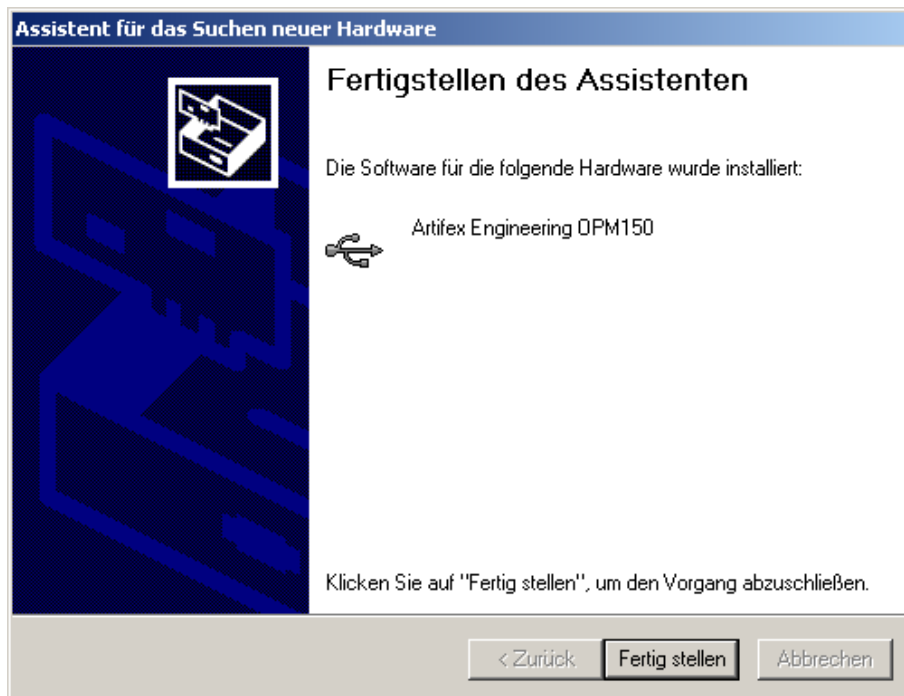 Assistent für das Suchen neuer Hardware
Fertigstellen des Assistenten
Die Software für die folgende Hardware wurde installiert:
Artifex Engineering OPM150
Klicken Sie auf "Fertig stellen", um den Vorgang abzuschließen.
< Zurück Fertig stellen Abbrechen